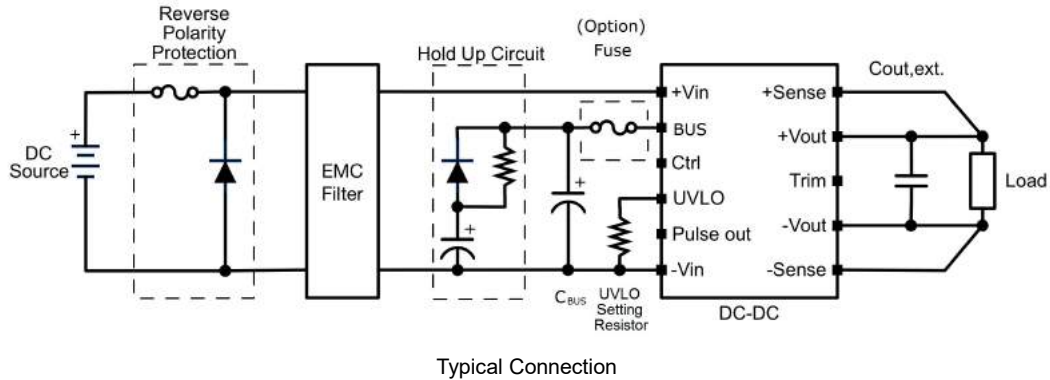 Reverse
Polarity
Protection
(Option)
Fuse
Hold Up Circuit
Cout,ext.
+
DC
Source
EMC
Filter
+
+
+Vin
BUS
Ctrl
UVLO
Pulse out
-Vin
+Sense
+Vout
Trim
-Vout
-Sense
Load
CBUS
UVLO
Setting
Resistor
DC-DC
Typical Connection